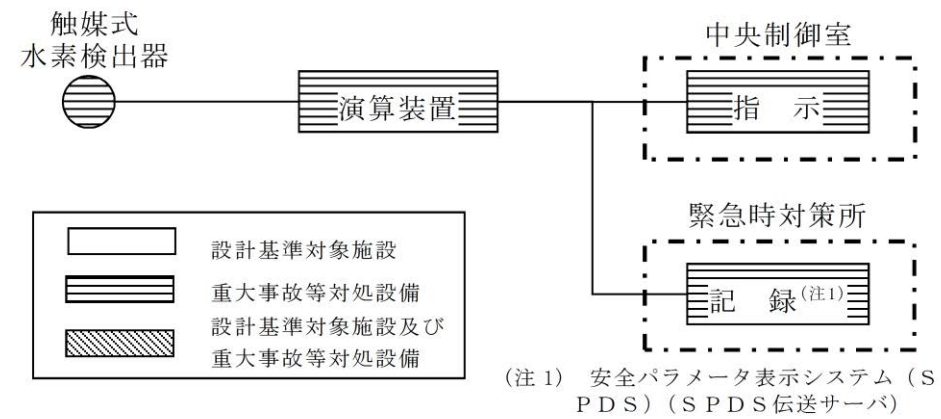 触媒式
水素検出器
演算装置
中央制御室
指 示
緊急時対策所
記 録(注1)
設計基準対象施設
重大事故等対処設備
設計基準対象施設及び
重大事故等対処設備
(注 1) 安全パラメータ表示システム(S
PDS)(SPDS伝送サーバ)